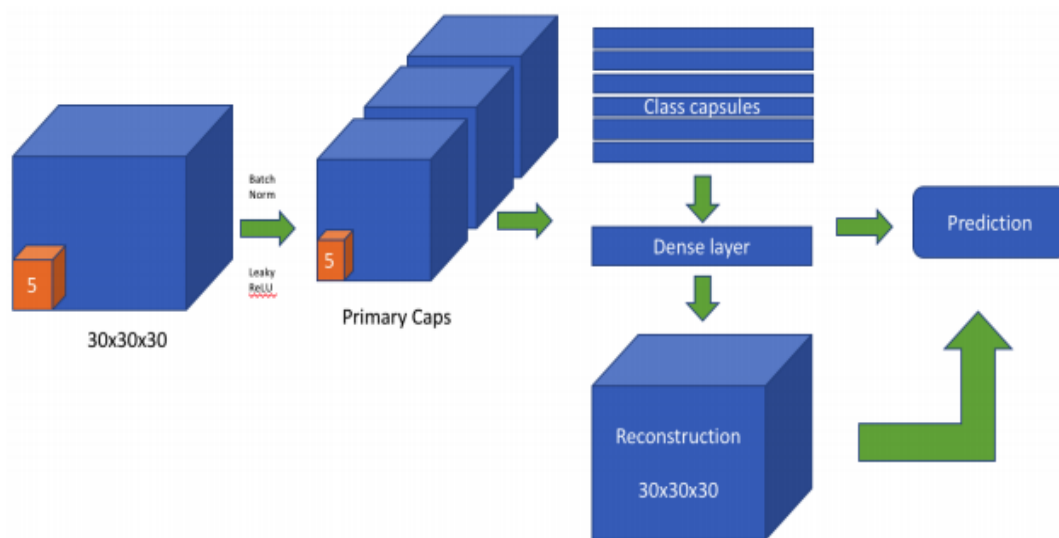 5
30x30x30
Batch
Norm
Leaky
ReLU
5
Primary Caps
Class capsules
Dense layer
Reconstruction
30x30x30
Prediction